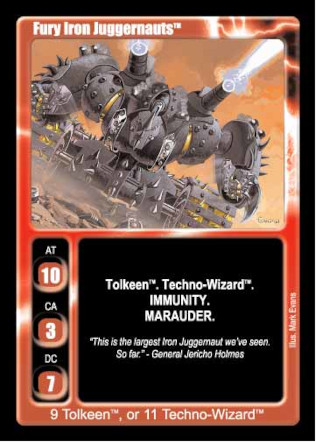 Fury Iron Juggernauts™
AT
10
CA
3
DC
7
Tolkeen™. Techno-Wizard™.
IMMUNITY.
MARAUDER.
"This is the largest Iron Juggernaut we've seen.
So far." - General Jericho Holmes
Illus. Mark Evans
9 Tolkeen™, or 11 Techno-Wizard™